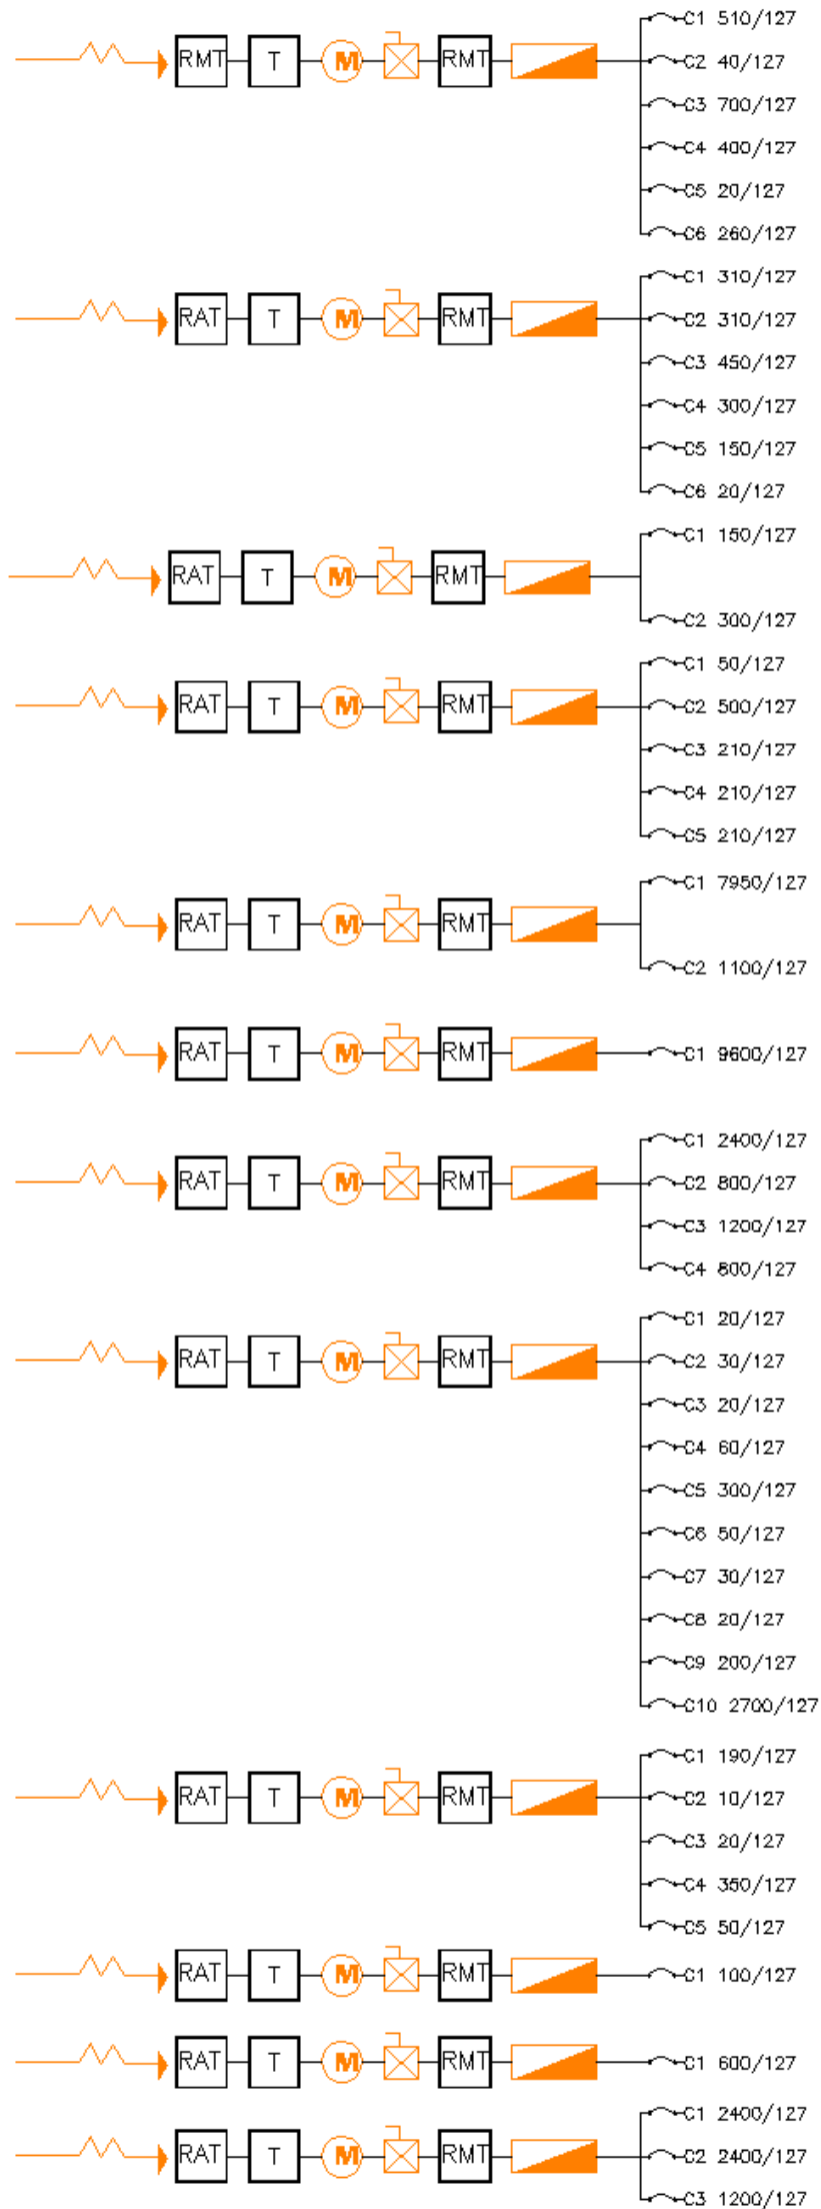 C1 510/127
RMT T M RMT C2 40/127
C3 700/127
C4 400/127
C5 20/127
C6 260/127
C1 310/127
RAT T M RMT C2 310/127
C3 450/127
C4 300/127
C5 150/127
C6 20/127
C1 150/127
RAT T M RMT
C2 300/127
C1 50/127
RAT T M RMT C2 500/127
C3 210/127
C4 210/127
C5 210/127
C1 7950/127
RAT T M RMT
C2 1100/127
RAT T M RMT C1 9600/127
C1 2400/127
RAT T M RMT C2 800/127
C3 1200/127
C4 800/127
C1 20/127
RAT T M RMT C2 30/127
C3 20/127
C4 60/127
C5 300/127
C6 50/127
C7 30/127
C8 20/127
C9 200/127
C10 2700/127
C1 190/127
RAT T M RMT C2 10/127
C3 20/127
C4 350/127
C5 50/127
RAT T M RMT C1 100/127
RAT T M RMT C1 600/127
C1 2400/127
RAT T M RMT C2 2400/127
C3 1200/127